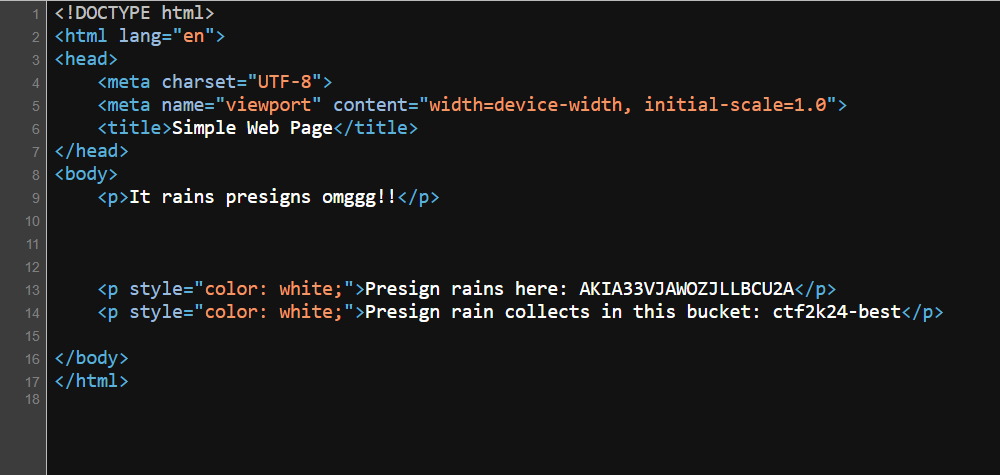 1 <!DOCTYPE html>
2 <html lang="en">
3 <head>
4     <meta charset="UTF-8">
5     <meta name="viewport" content="width=device-width, initial-scale=1.0">
6     <title>Simple Web Page</title>
7 </head>
8 <body>
9     <p>It rains presigns omggg!!</p>
10
11
12
13     <p style="color: white;">Presign rains here: AKIA33VJAWOZJLLBCU2A</p>
14     <p style="color: white;">Presign rain collects in this bucket: ctf2k24-best</p>
15
16 </body>
17 </html>
18